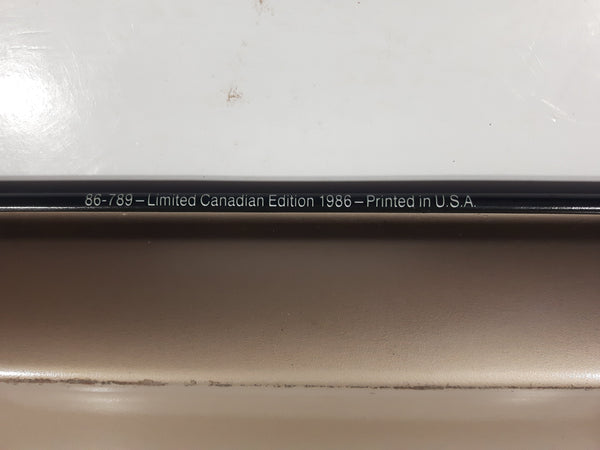 86-789 – Limited Canadian Edition 1986 – Printed in U.S.A.